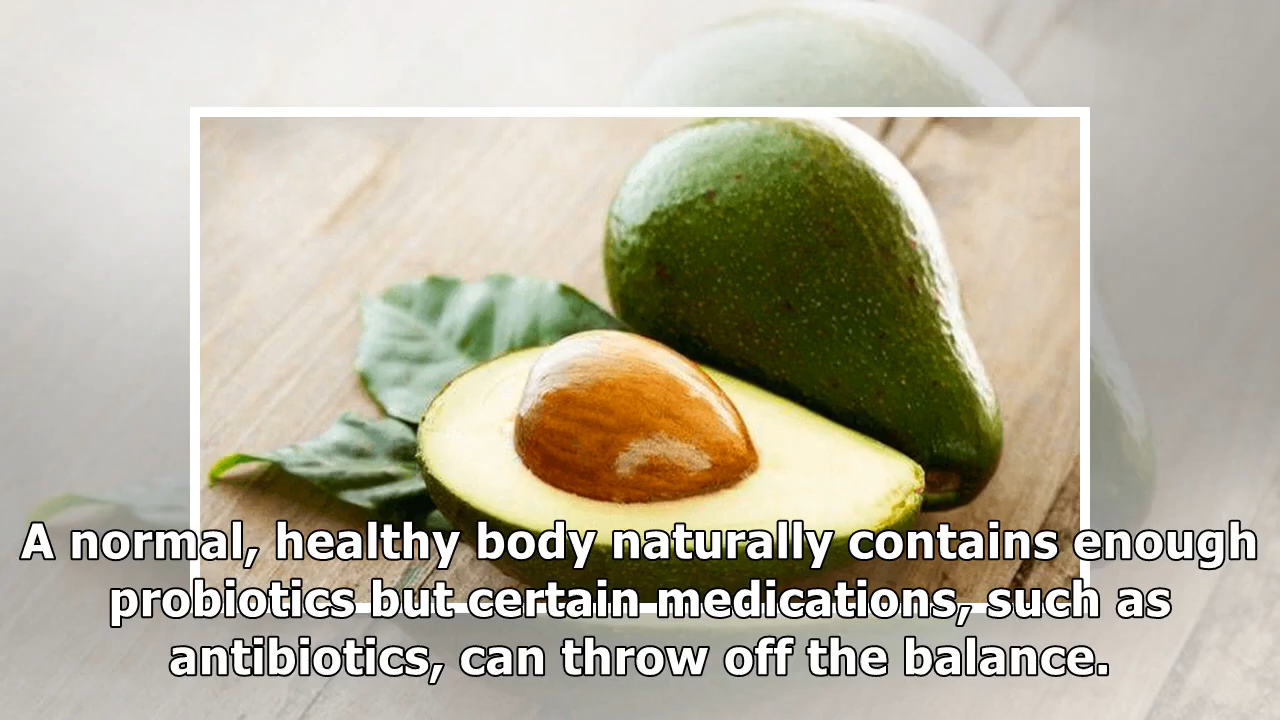 A normal, healthy body naturally contains enough
probiotics but certain medications, such as
antibiotics, can throw off the balance.